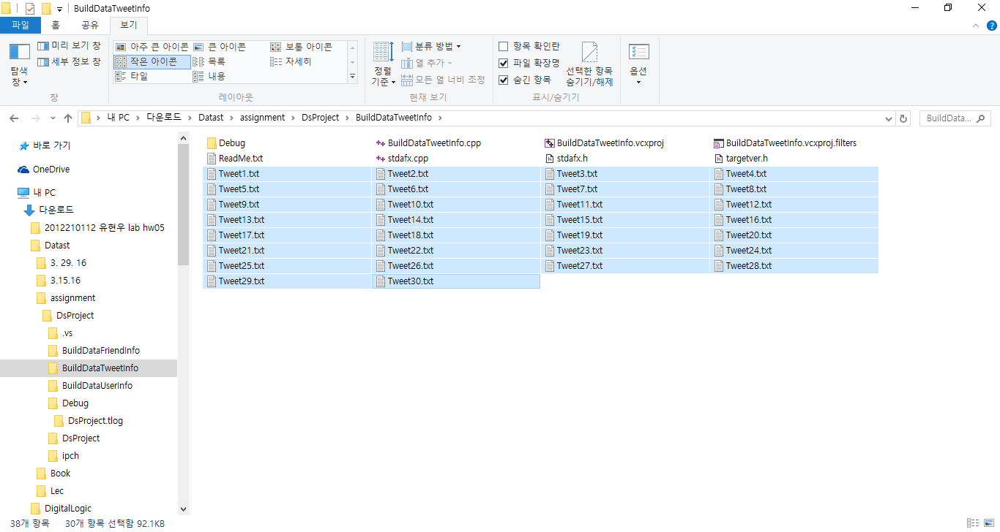 BuildDataTweetInfo
파일 홈 공유 보기
미리 보기 창
세부 정보 창
탐색
창
창
아주 큰 아이콘 큰 아이콘 보통 아이콘
작은 아이콘 목록 자세히
타일 내용
레이아웃
정렬
기준
분류 방법
열 추가
모든 열 너비 조정
현재 보기
항목 확인란
파일 확장명
숨긴 항목
선택한 항목
숨기기/해제
표시/숨기기
옵션
내 PC 다운로드 Datast assignment DsProject BuildDataTweetInfo
BuildData...
바로 가기
OneDrive
내 PC
다운로드
2012210112 유현우 lab hw05
Datast
3. 29. 16
3.15.16
assignment
DsProject
.vs
BuildDataFriendInfo
BuildDataTweetInfo
BuildDataUserInfo
Debug
DsProject.tlog
DsProject
ipch
Book
Lec
DigitalLogic
Debug BuildDataTweetInfo.cpp BuildDataTweetInfo.vcxproj BuildDataTweetInfo.vcxproj.filters
ReadMe.txt stdafx.cpp stdafx.h targetver.h
Tweet1.txt Tweet2.txt Tweet3.txt Tweet4.txt
Tweet5.txt Tweet6.txt Tweet7.txt Tweet8.txt
Tweet9.txt Tweet10.txt Tweet11.txt Tweet12.txt
Tweet13.txt Tweet14.txt Tweet15.txt Tweet16.txt
Tweet17.txt Tweet18.txt Tweet19.txt Tweet20.txt
Tweet21.txt Tweet22.txt Tweet23.txt Tweet24.txt
Tweet25.txt Tweet26.txt Tweet27.txt Tweet28.txt
Tweet29.txt Tweet30.txt
38개 항목 30개 항목 선택함 92.1KB